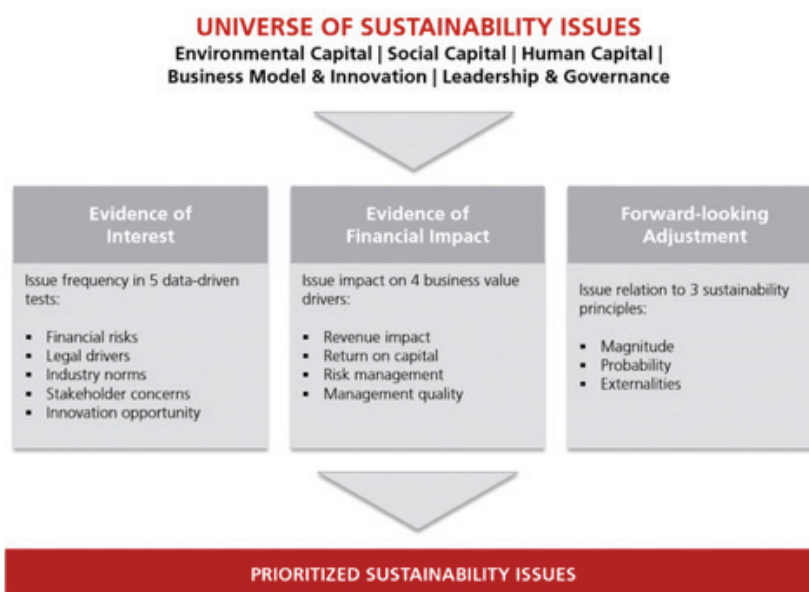 UNIVERSE OF SUSTAINABILITY ISSUES
Environmental Capital | Social Capital | Human Capital |
Business Model & Innovation | Leadership & Governance
Evidence of
Interest
Issue frequency in 5 data-driven
tests:
▪ Financial risks
▪ Legal drivers
▪ Industry norms
▪ Stakeholder concerns
▪ Innovation opportunity
Evidence of
Financial Impact
Issue impact on 4 business value
drivers:
▪ Revenue impact
▪ Return on capital
▪ Risk management
▪ Management quality
Forward-looking
Adjustment
Issue relation to 3 sustainability
principles:
▪ Magnitude
▪ Probability
▪ Externalities
PRIORITIZED SUSTAINABILITY ISSUES